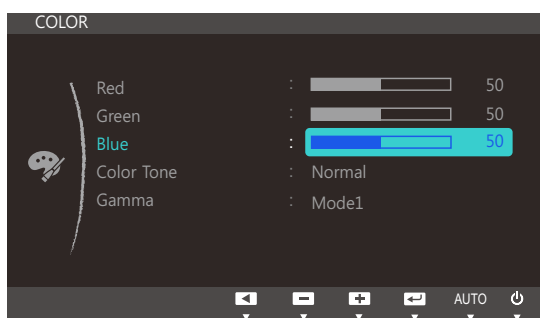 COLOR
Red : 50
Green : 50
Blue : 50
Color Tone : Normal
Gamma : Mode1
AUTO